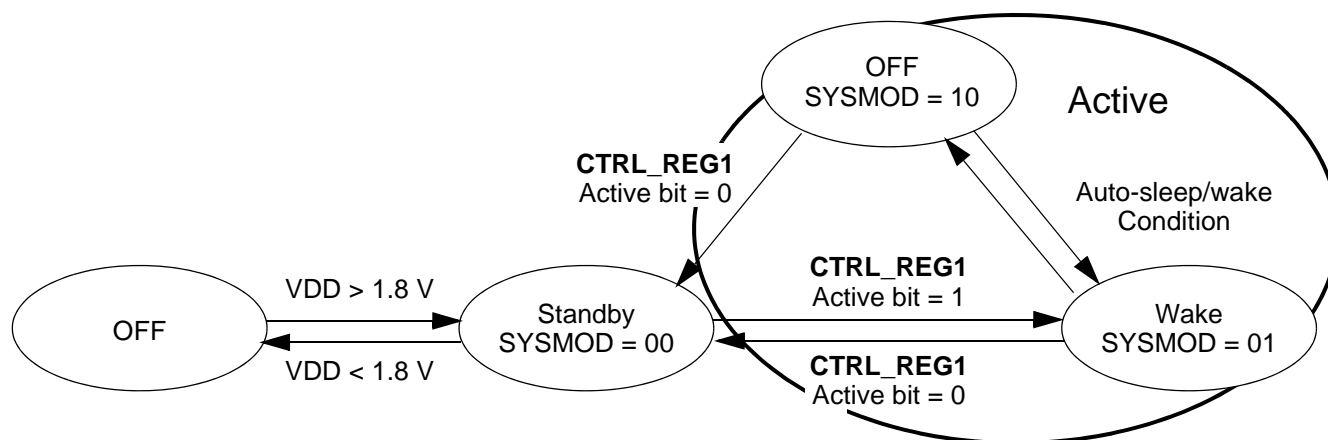 OFF
SYSMOD = 10
Active
CTRL_REG1
Active bit = 0
Auto-sleep/wake
Condition
CTRL_REG1
Active bit = 1
VDD > 1.8 V
OFF
Standby
SYSMOD = 00
Wake
SYSMOD = 01
VDD < 1.8 V
CTRL_REG1
Active bit = 0